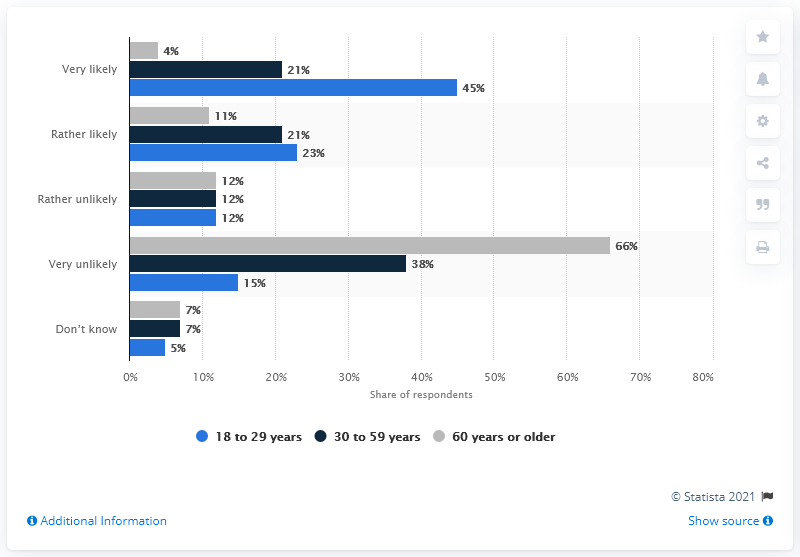 4%
Very likely
21%
45%
11%
Rather likely
21%
23%
12%
Rather unlikely
12%
12%
66%
Very unlikely
38%
15%
7%
Don't know
7%
5%
0% 10% 20% 30% 40% 50% 60% 70% 80%
Share of respondents
18 to 29 years 30 to 59 years 60 years or older
© Statista 2021
Additional Information Show source